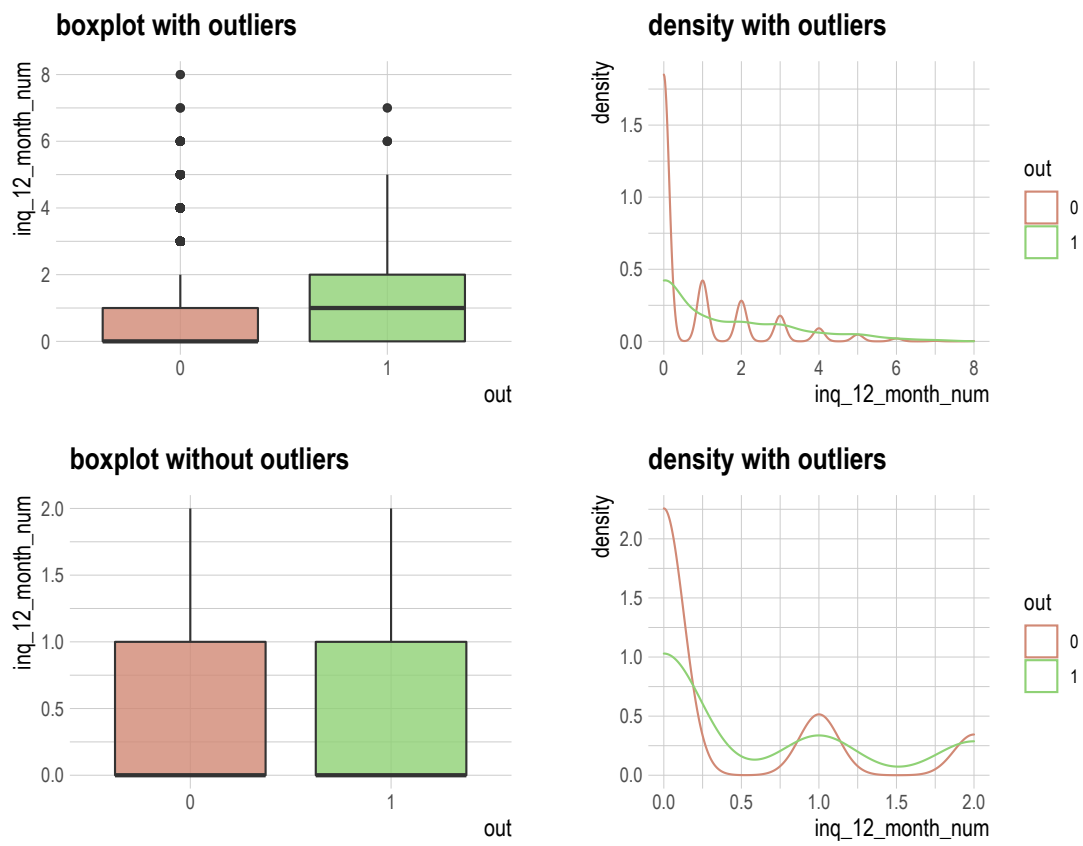 boxplot with outliers
inq_12_month_num
8
6
4
2
0
0 1
out
density with outliers
density
1.5
1.0
0.5
0.0
0 2 4 6 8
inq_12_month_num
out
0
1
boxplot without outliers
inq_12_month_num
2.0
1.5
1.0
0.5
0.0
0 1
out
density with outliers
density
2.0
1.5
1.0
0.5
0.0
0.0 0.5 1.0 1.5 2.0
inq_12_month_num
out
0
1